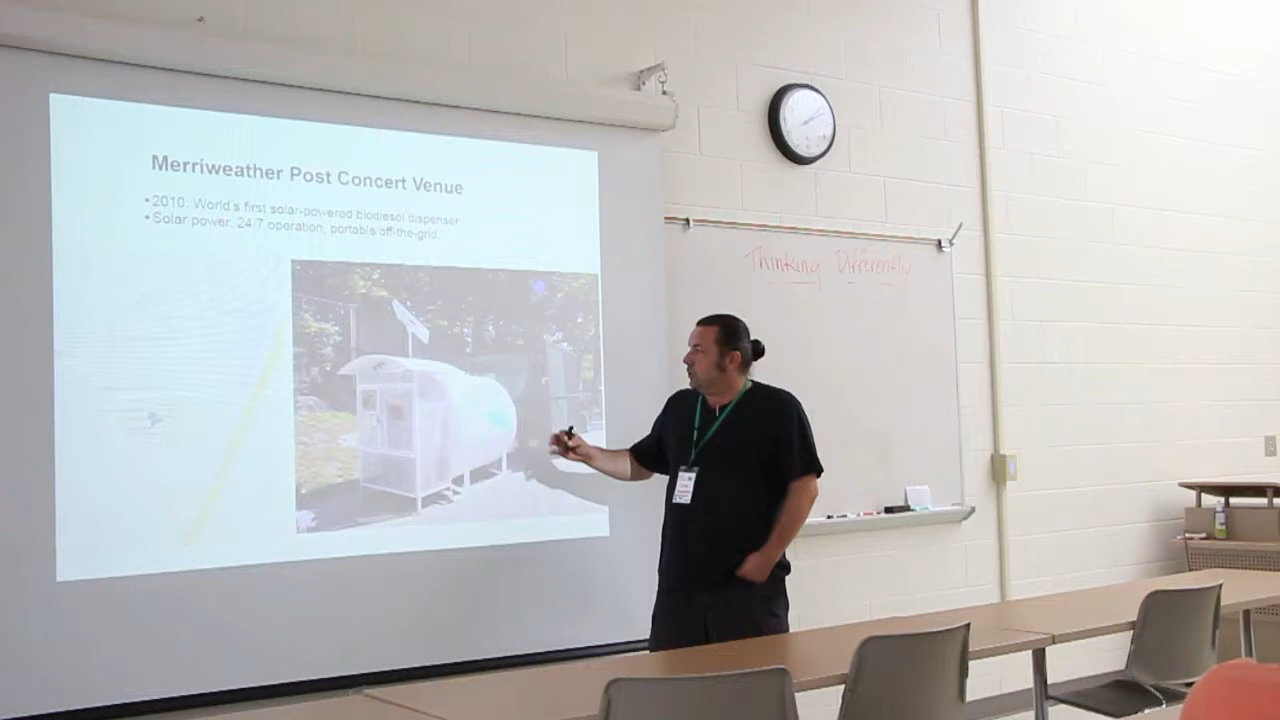 Merriweather Post Concert Venue
• 2010: World's first solar-powered biodiesel dispenser
• Solar power, 24/7 operation, portable/off-the-grid
Thinking Differently